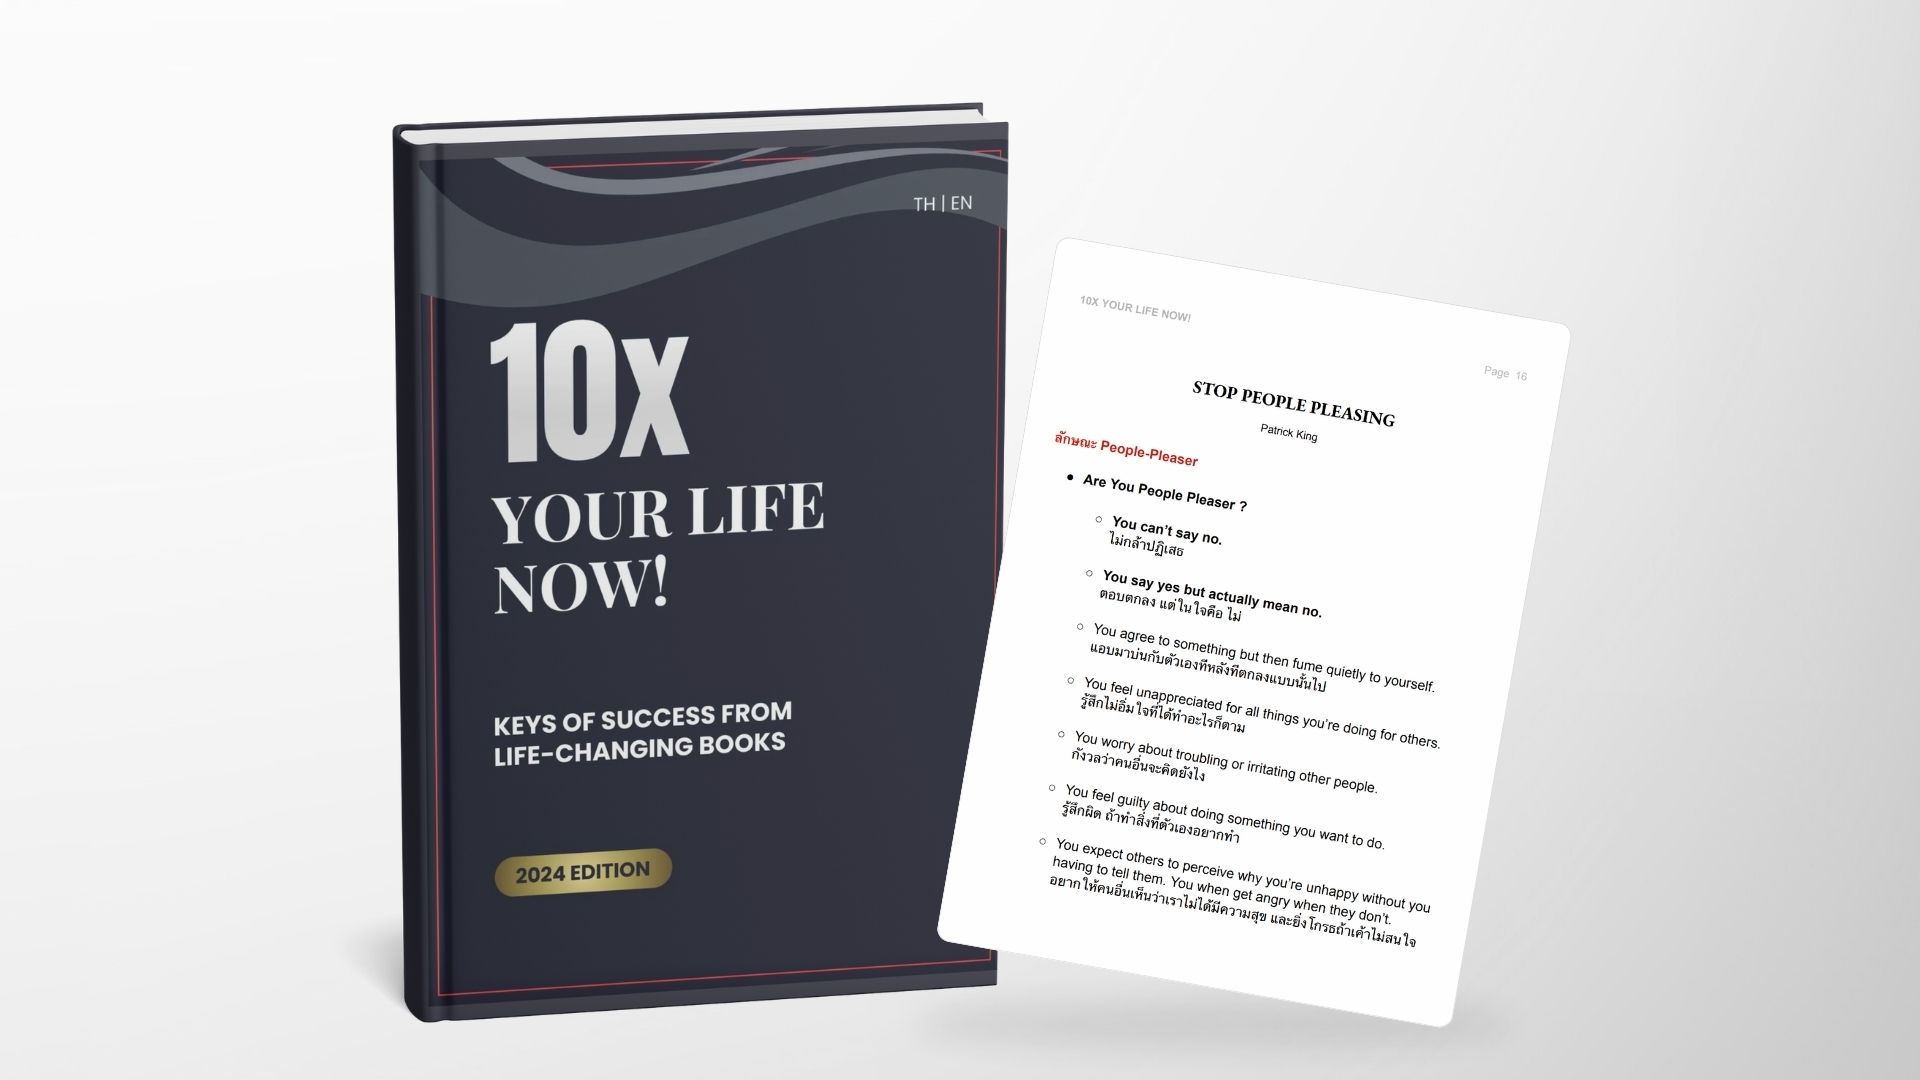 TH | EN
10x
YOUR LIFE
NOW!
KEYS OF SUCCESS FROM
LIFE-CHANGING BOOKS
2024 EDITION
10X YOUR LIFE NOW!
Page 16
STOP PEOPLE PLEASING
Patrick King
ลักษณะ People-Pleaser
● Are You People Pleaser ?
○ You can't say no.
ไม่กล้าปฏิเสธ
○ You say yes but actually mean no.
ตอบตกลง แต่ในใจคือ ไม่
○ You agree to something but then fume quietly to yourself.
แอบมาบ่นกับตัวเองทีหลังที่ตกลงแบบนั้นไป
○ You feel unappreciated for all things you're doing for others.
รู้สึกไม่อิ่มใจที่ได้ทำอะไรก็ตาม
○ You worry about troubling or irritating other people.
กังวลว่าคนอื่นจะคิดยังไง
○ You feel guilty about doing something you want to do.
รู้สึกผิด ถ้าทำสิ่งที่ตัวเองอยากทำ
○ You expect others to perceive why you're unhappy without you
having to tell them. You when get angry when they don't.
อยากให้คนอื่นเห็นว่าเราไม่ได้มีความสุข และยิ่งโกรธถ้าเค้าไม่สนใจ